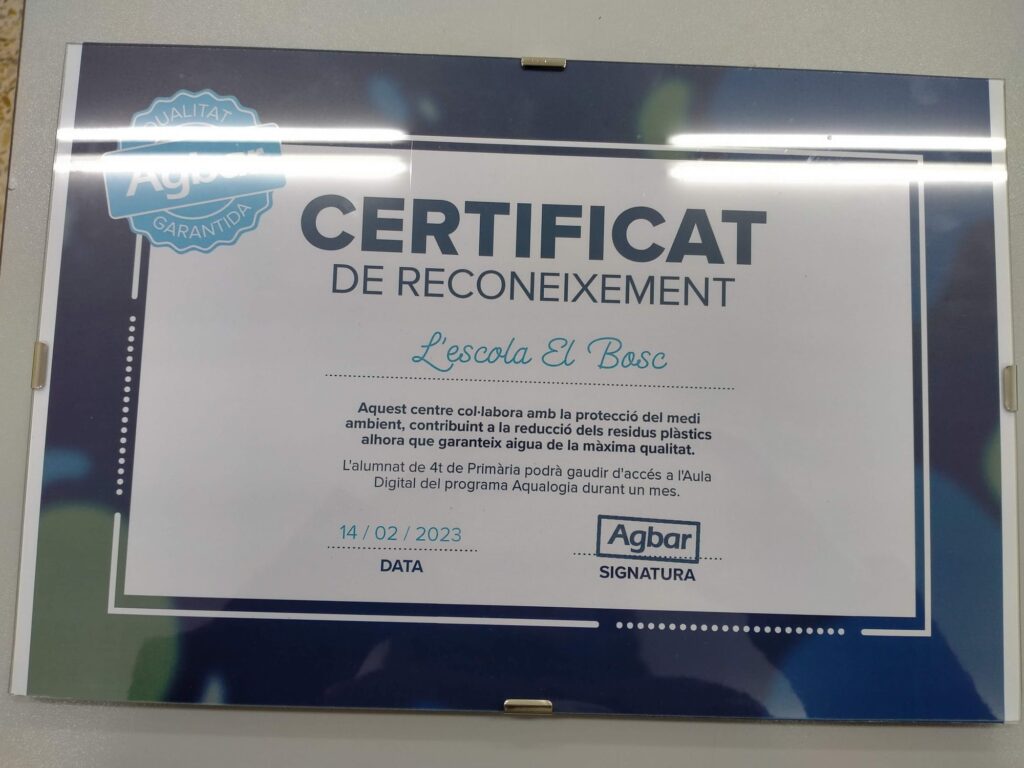 QUALITAT
Agbar
GARANTIDA
CERTIFICAT
DE RECONEIXEMENT
L'escola El Bosc
Aquest centre col·labora amb la protecció del medi
ambient, contribuint a la reducció dels residus plàstics
alhora que garanteix aigua de la màxima qualitat.
L'alumnat de 4t de Primària podrà gaudir d'accés a l'Aula
Digital del programa Aqualogia durant un mes.
14 / 02 / 2023
DATA
Agbar
SIGNATURA